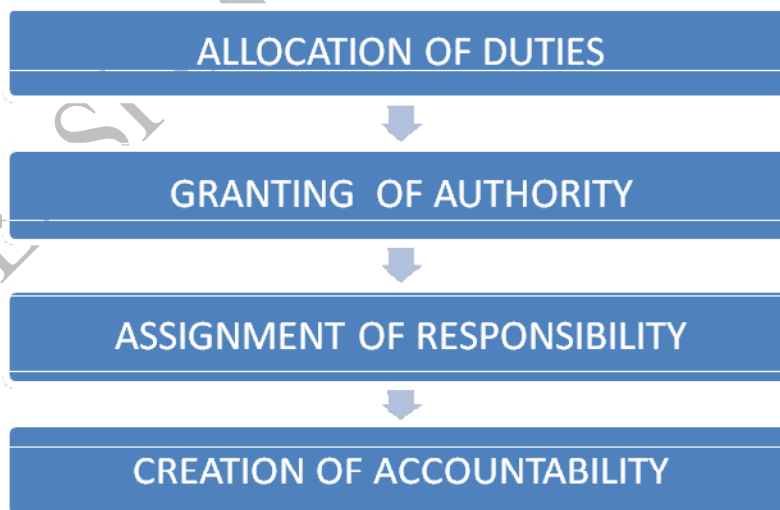 ALLOCATION OF DUTIES
GRANTING OF AUTHORITY
ASSIGNMENT OF RESPONSIBILITY
CREATION OF ACCOUNTABILITY